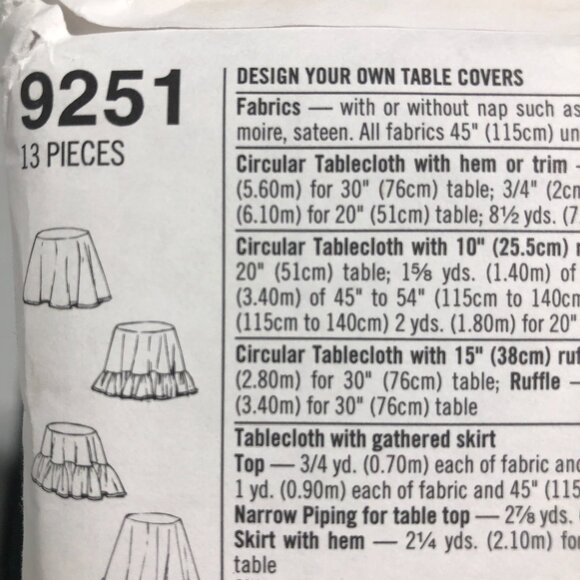 9251
13 PIECES
DESIGN YOUR OWN TABLE COVERS
Fabrics — with or without nap such as
moire, sateen. All fabrics 45" (115cm) un
Circular Tablecloth with hem or trim -
(5.60m) for 30" (76cm) table; 3/4" (2cm
(6.10m) for 20" (51cm) table; 8½ yds. (7
Circular Tablecloth with 10" (25.5cm)
20" (51cm) table; 1⅝ yds. (1.40m) of
(3.40m) of 45" to 54" (115cm to 140cm
(115cm to 140cm) 2 yds. (1.80m) for 20"
Circular Tablecloth with 15" (38cm) ruf
(2.80m) for 30" (76cm) table; Ruffle —
(3.40m) for 30" (76cm) table
Tablecloth with gathered skirt
Top — 3/4 yd. (0.70m) each of fabric and
1 yd. (0.90m) each of fabric and 45" (115
Narrow Piping for table top — 2⅞ yds.
Skirt with hem — 2¼ yds. (2.10m) for
table